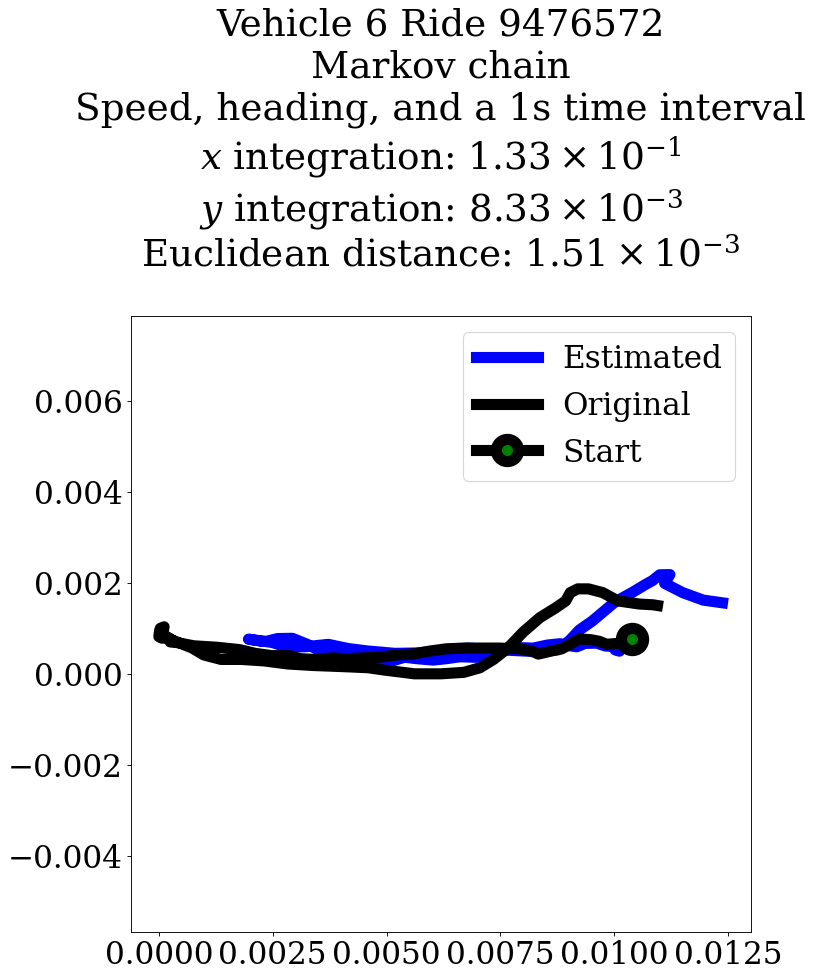 Vehicle 6 Ride 9476572
Markov chain
Speed, heading, and a 1s time interval
x integration: 1.33 × 10⁻¹
y integration: 8.33 × 10⁻³
Euclidean distance: 1.51 × 10⁻³
Estimated
Original
Start
0.006
0.004
0.002
0.000
−0.002
−0.004
0.0000 0.0025 0.0050 0.0075 0.0100 0.0125